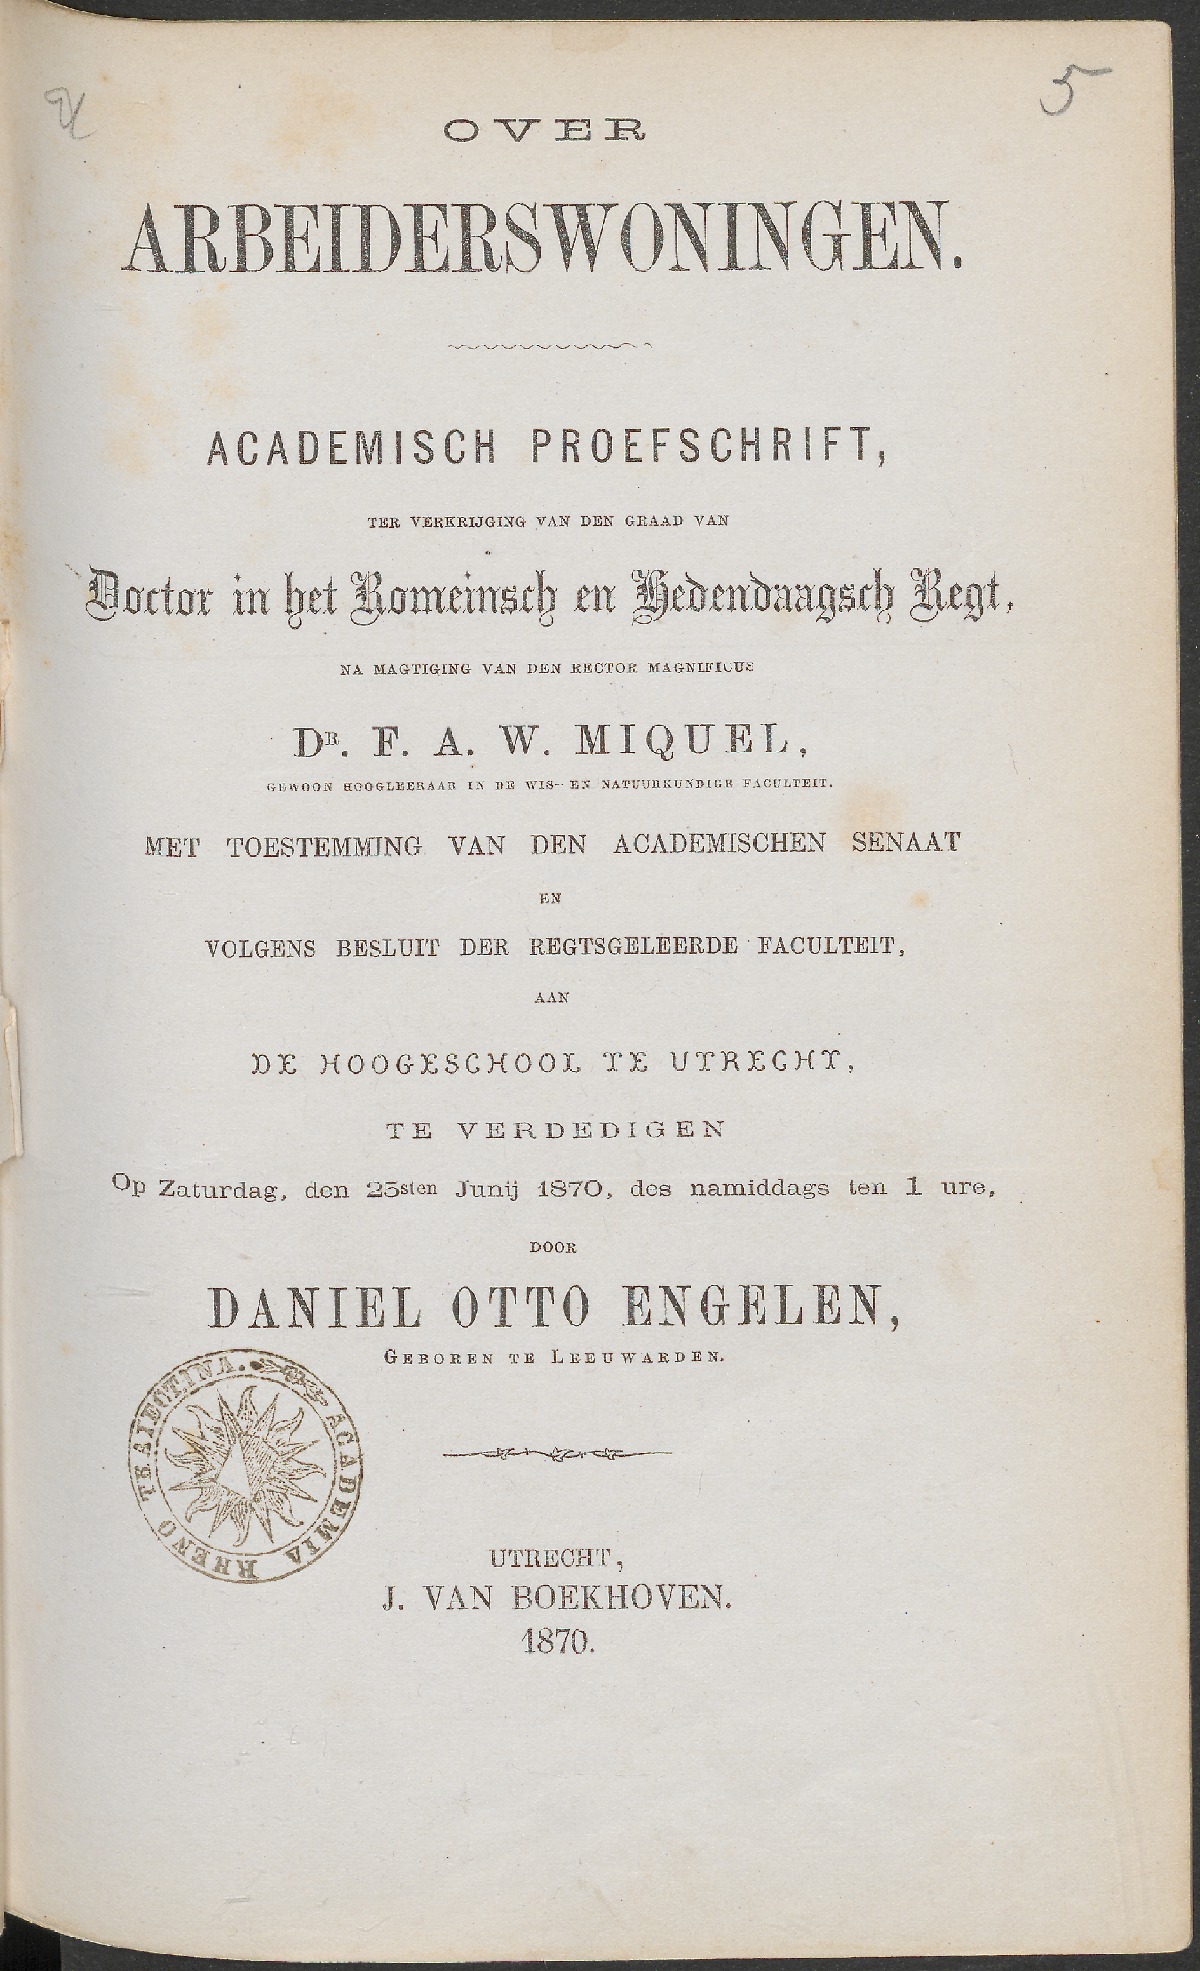 5
OVER
ARBEIDERSWONINGEN.
ACADEMISCH PROEFSCHRIFT,
TER VERKRIJGING VAN DEN GRAAD VAN
Doctor in het Romeinsch en Hedendaagsch Regt,
NA MAGTIGING VAN DEN RECTOR MAGNIFICUS
DR. F. A. W. MIQUEL,
GEWOON HOOGLEERAAR IN DE WIS- EN NATUURKUNDIGE FACULTEIT.
MET TOESTEMMING VAN DEN ACADEMISCHEN SENAAT
EN
VOLGENS BESLUIT DER REGTSGELEERDE FACULTEIT,
AAN
DE HOOGESCHOOL TE UTRECHT,
TE VERDEDIGEN
Op Zaturdag, den 25sten Junij 1870, des namiddags ten 1 ure,
DOOR
DANIEL OTTO ENGELEN,
GEBOREN TE LEEUWARDEN.
ACADEMIA RHENO TRAIECTINA.
UTRECHT,
J. VAN BOEKHOVEN.
1870.